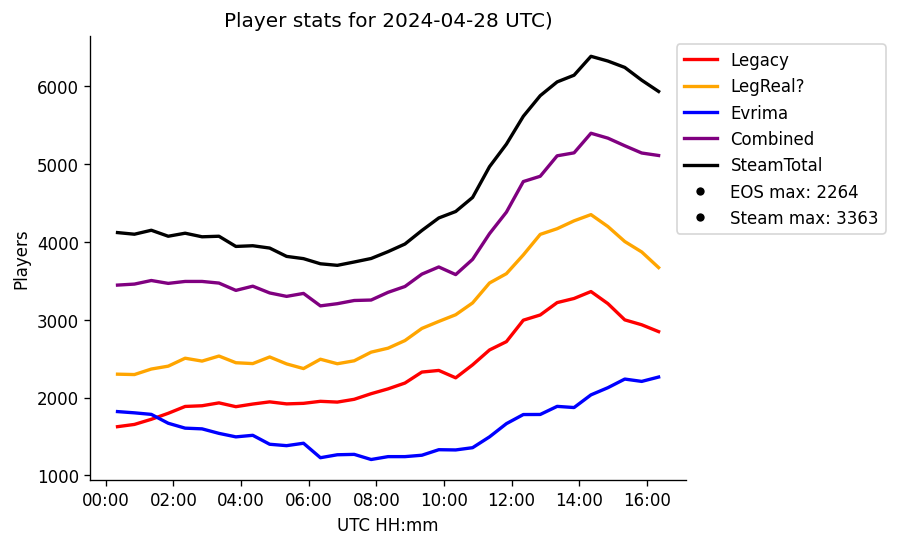 Player stats for 2024-04-28 UTC)
Legacy
LegReal?
Evrima
Combined
SteamTotal
EOS max: 2264
Steam max: 3363
Players
6000
5000
4000
3000
2000
1000
00:00 02:00 04:00 06:00 08:00 10:00 12:00 14:00 16:00
UTC HH:mm